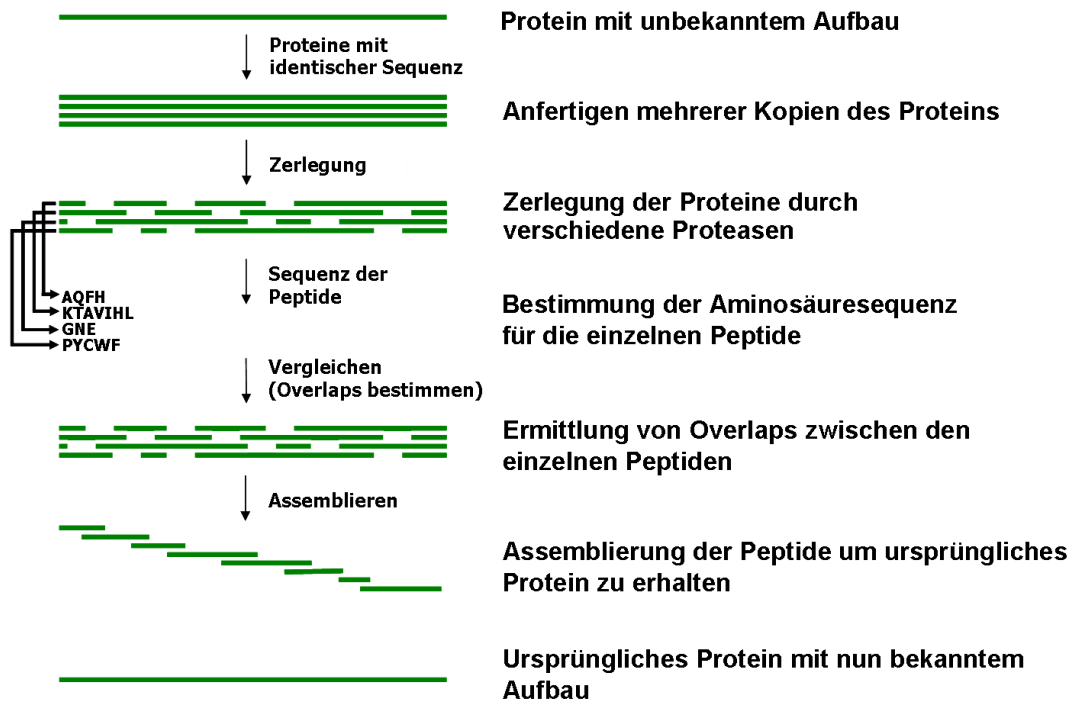 Protein mit unbekanntem Aufbau
Proteine mit
identischer Sequenz
Anfertigen mehrerer Kopien des Proteins
Zerlegung
Zerlegung der Proteine durch
verschiedene Proteasen
Sequenz der
Peptide
AQFH
KTAVIHL
GNE
PYCWF
Bestimmung der Aminosäuresequenz
für die einzelnen Peptide
Vergleichen
(Overlaps bestimmen)
Ermittlung von Overlaps zwischen den
einzelnen Peptiden
Assemblieren
Assemblierung der Peptide um ursprüngliches
Protein zu erhalten
Ursprüngliches Protein mit nun bekanntem
Aufbau